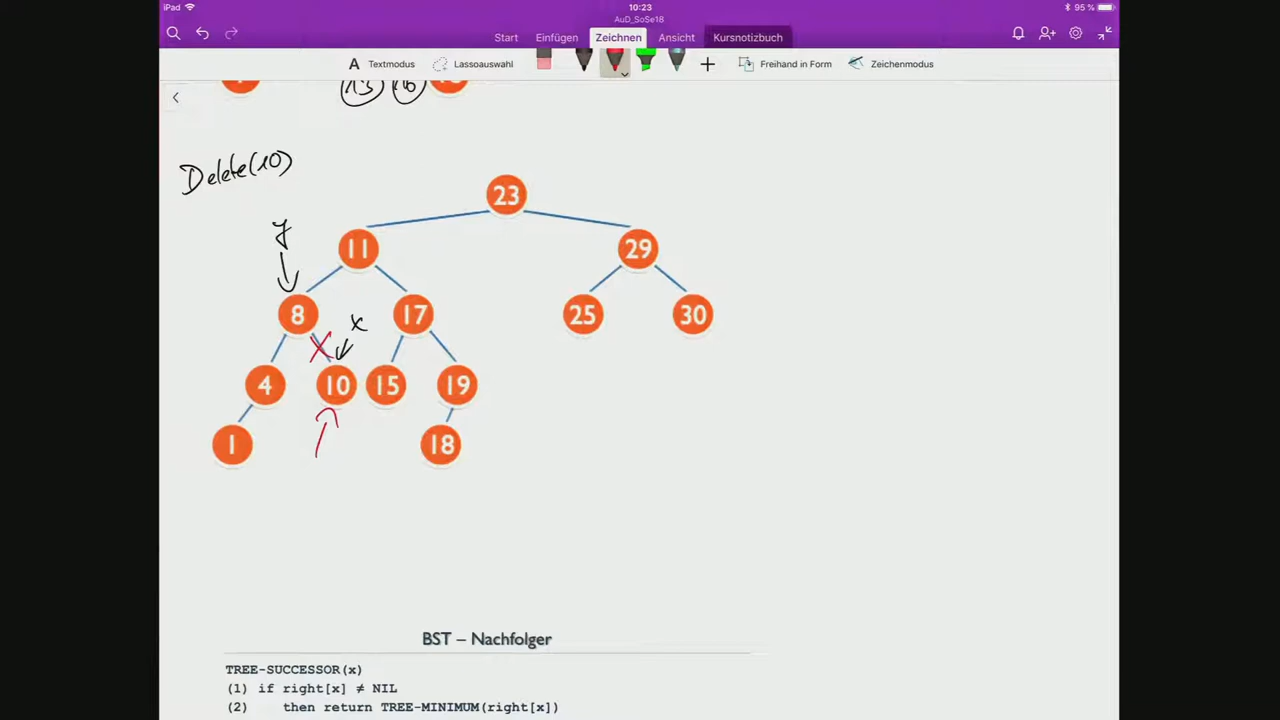 iPad 10:23 95 %
AuD_SoSe18
Start Einfügen Zeichnen Ansicht Kursnotizbuch
A Textmodus Lassoauswahl Freihand in Form Zeichenmodus
13 16
Delete(10)
23
y
11 29
8 17 25 30
x
4 10 15 19
1 18
BST – Nachfolger
TREE-SUCCESSOR(x)
(1) if right[x] ≠ NIL
(2) then return TREE-MINIMUM(right[x])